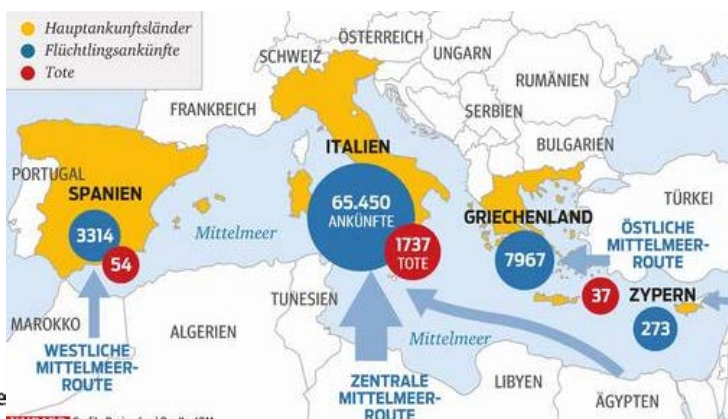 Hauptankunftsländer
Flüchtlingsankünfte
Tote
ÖSTERREICH
SCHWEIZ
UNGARN
RUMÄNIEN
FRANKREICH
SERBIEN
ITALIEN
BULGARIEN
PORTUGAL
SPANIEN
65.450
ANKÜNFTE
TÜRKEI
GRIECHENLAND
3314
Mittelmeer
1737
TOTE
7967
ÖSTLICHE
MITTELMEER-
ROUTE
54
37
ZYPERN
273
TUNESIEN
MAROKKO
ALGERIEN
Mittelmeer
WESTLICHE
MITTELMEER-
ROUTE
ZENTRALE
MITTELMEER-
ROUTE
LIBYEN
ÄGYPTEN
e